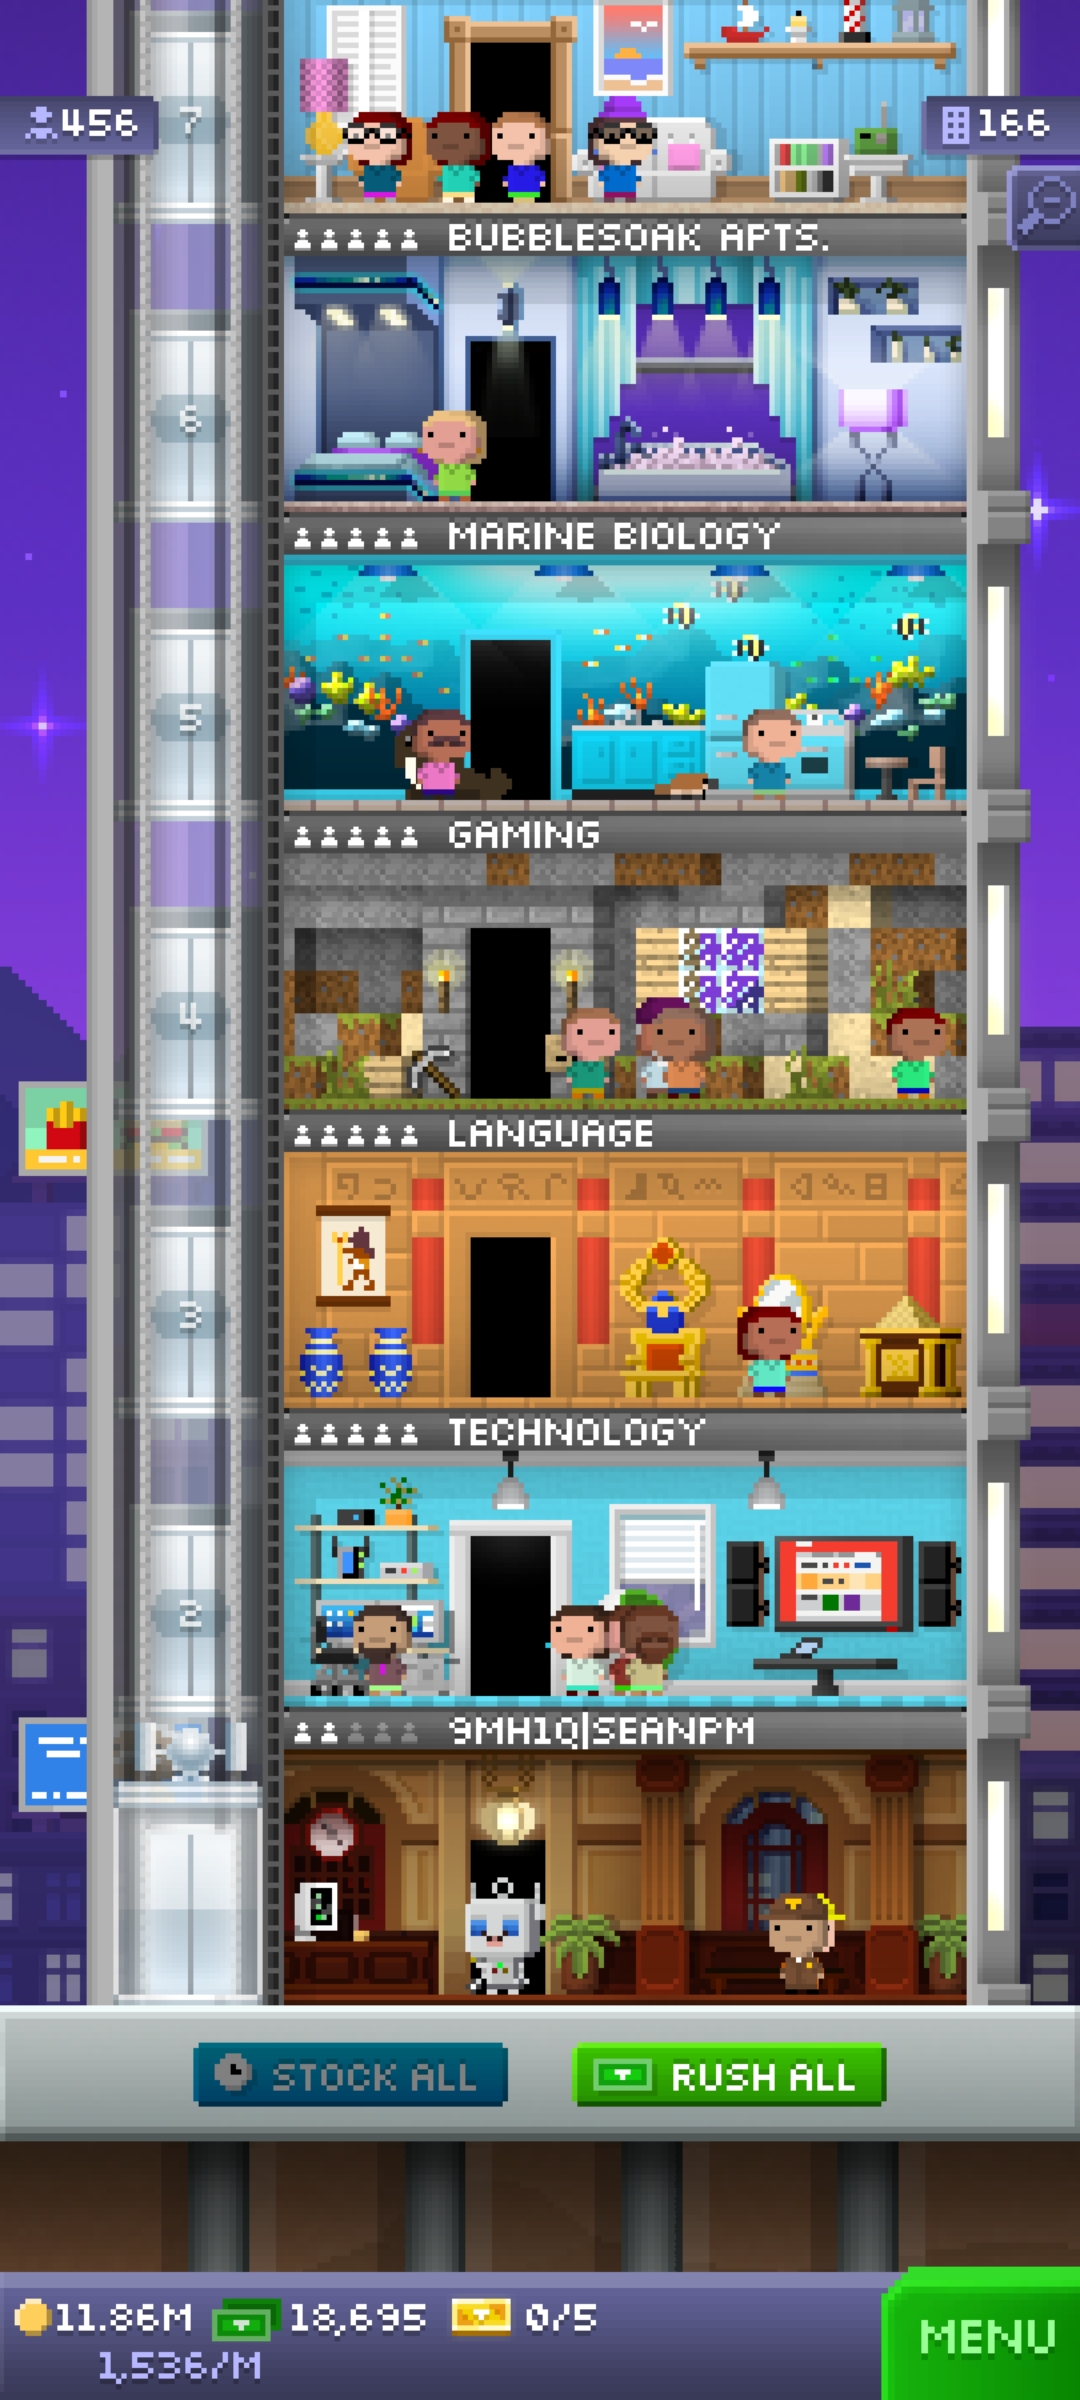 456
7
166
BUBBLESOAK APTS.
6
MARINE BIOLOGY
5
GAMING
4
LANGUAGE
3
TECHNOLOGY
2
9MH1Q|SEANPM
STOCK ALL
RUSH ALL
11.86M
18,695
0/5
1,536/M
MENU